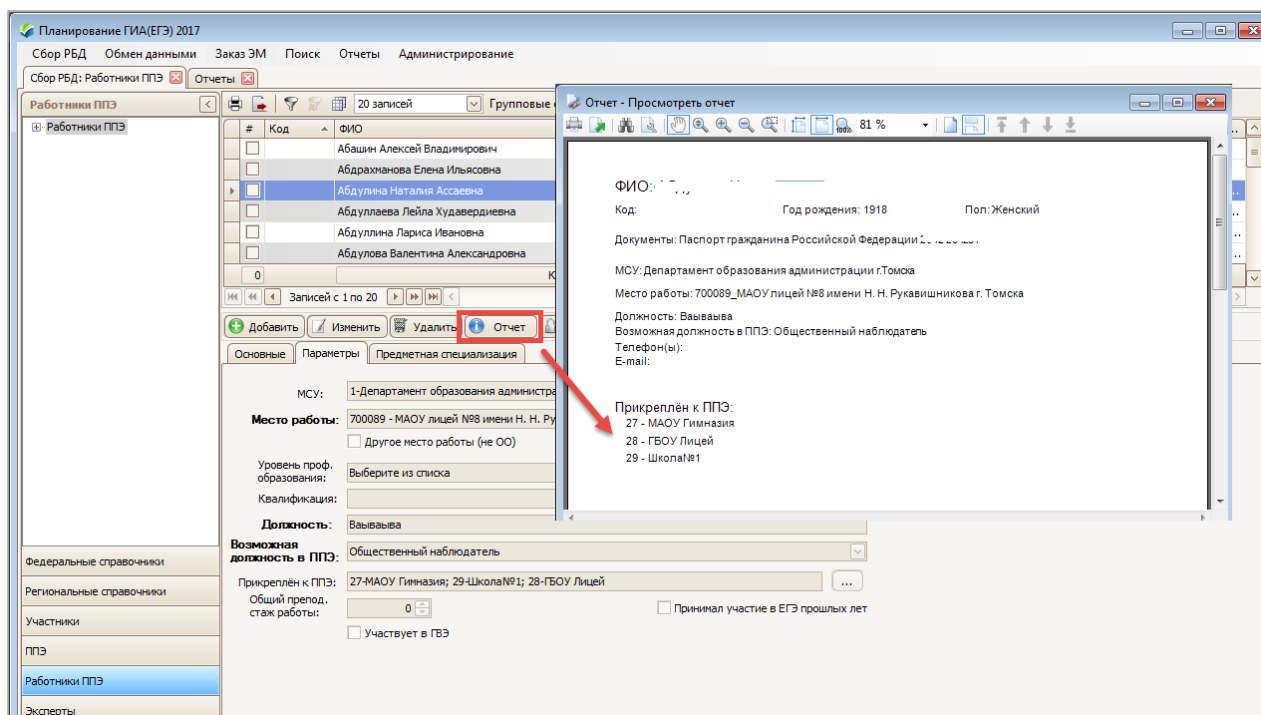 Планирование ГИА(ЕГЭ) 2017
Сбор РБД Обмен данными Заказ ЭМ Поиск Отчеты Администрирование
Сбор РБД: Работники ППЭ Отчеты
Работники ППЭ
20 записей Групповые
Работники ППЭ
# Код ФИО
Абашин Алексей Владимирович
Абдрахманова Елена Ильясовна
Абдулина Наталия Ассаевна
Абдуллаева Лейла Худавердиевна
Абдуллина Лариса Ивановна
Абдулова Валентина Александровна
0 К
Записей с 1 по 20
Добавить Изменить Удалить Отчет
Основные Параметры Предметная специализация
МСУ: 1-Департамент образования администра
Место работы: 700089 - МАОУ лицей №8 имени Н. Н. Ру
Другое место работы (не ОО)
Уровень проф. образования: Выберите из списка
Квалификация:
Должность: Ваываыва
Возможная должность в ППЭ: Общественный наблюдатель
Прикреплён к ППЭ: 27-МАОУ Гимназия; 29-Школа№1; 28-ГБОУ Лицей ...
Общий препод. стаж работы: 0 Принимал участие в ЕГЭ прошлых лет
Участвует в ГВЭ
Федеральные справочники
Региональные справочники
Участники
ППЭ
Работники ППЭ
Эксперты
Отчет - Просмотреть отчет
100% 81 %
ФИО:
Код: Год рождения: 1918 Пол: Женский
Документы: Паспорт гражданина Российской Федерации
МСУ: Департамент образования администрации г.Томска
Место работы: 700089_МАОУ лицей №8 имени Н. Н. Рукавишникова г. Томска
Должность: Ваываыва
Возможная должность в ППЭ: Общественный наблюдатель
Телефон(ы):
E-mail:
Прикреплён к ППЭ:
27 - МАОУ Гимназия
28 - ГБОУ Лицей
29 - Школа№1